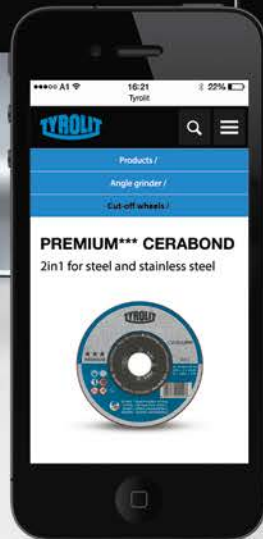 A1 16:21 22%
Tyrolit
TYROLIT
Products /
Angle grinder /
Cut-off wheels /
PREMIUM*** CERABOND
2in1 for steel and stainless steel
TYROLIT